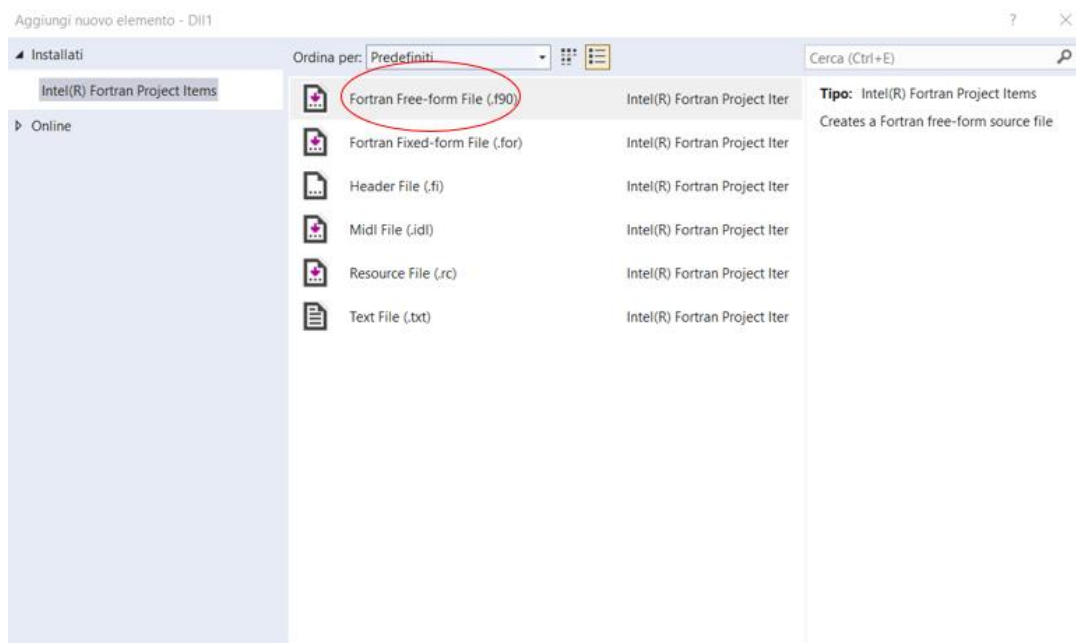 Aggiungi nuovo elemento - Dll1
?
Installati
Intel(R) Fortran Project Items
Online
Ordina per: Predefiniti
Cerca (Ctrl+E)
Fortran Free-form File (.f90) Intel(R) Fortran Project Iter
Fortran Fixed-form File (.for) Intel(R) Fortran Project Iter
Header File (.fi) Intel(R) Fortran Project Iter
Midl File (.idl) Intel(R) Fortran Project Iter
Resource File (.rc) Intel(R) Fortran Project Iter
Text File (.txt) Intel(R) Fortran Project Iter
Tipo: Intel(R) Fortran Project Items
Creates a Fortran free-form source file